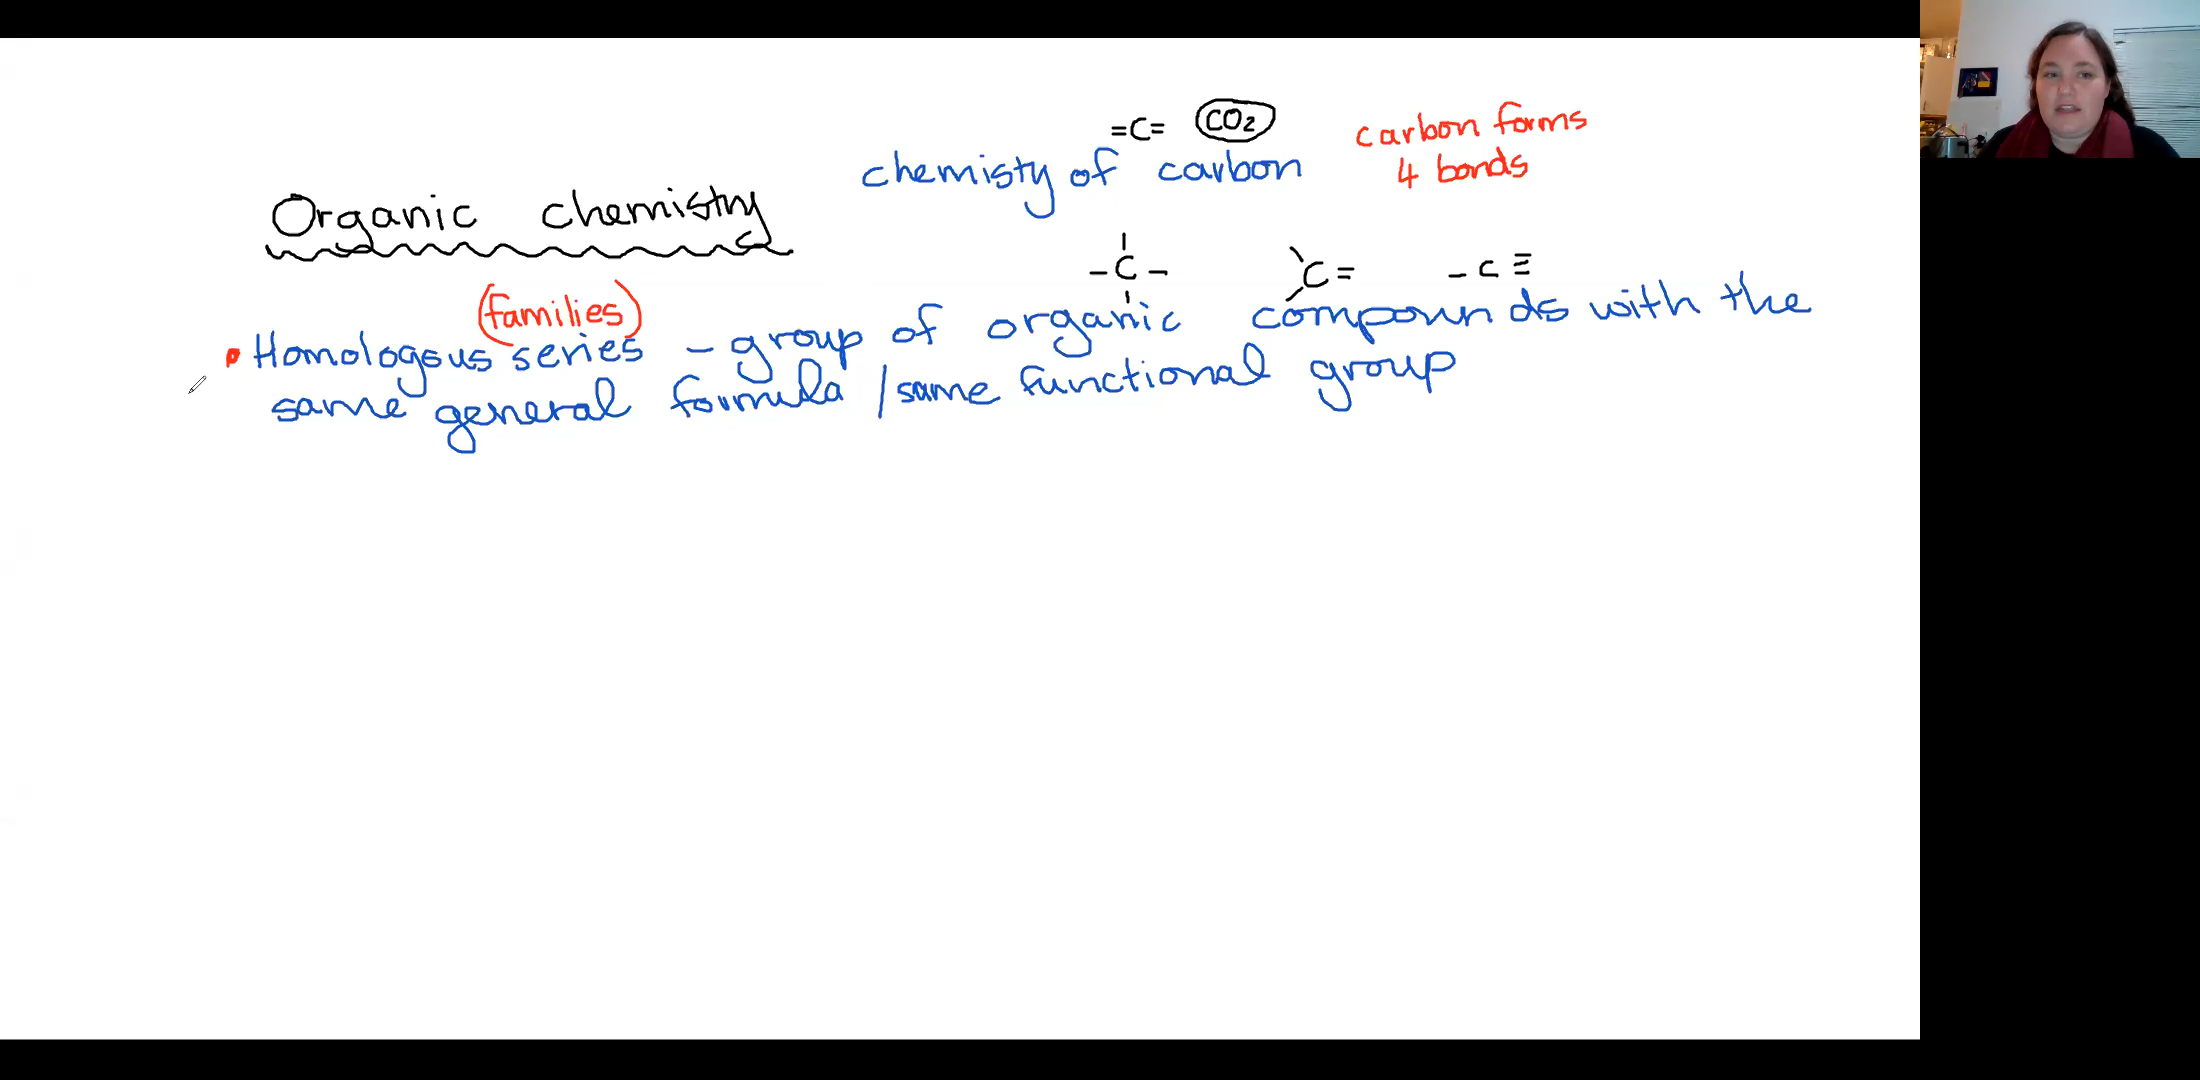 =C= CO2
carbon forms
4 bonds
chemisty of carbon
Organic chemistry
-C- C= -C≡
(families)
• Homologous series - group of organic compounds with the
same general formula / same functional group